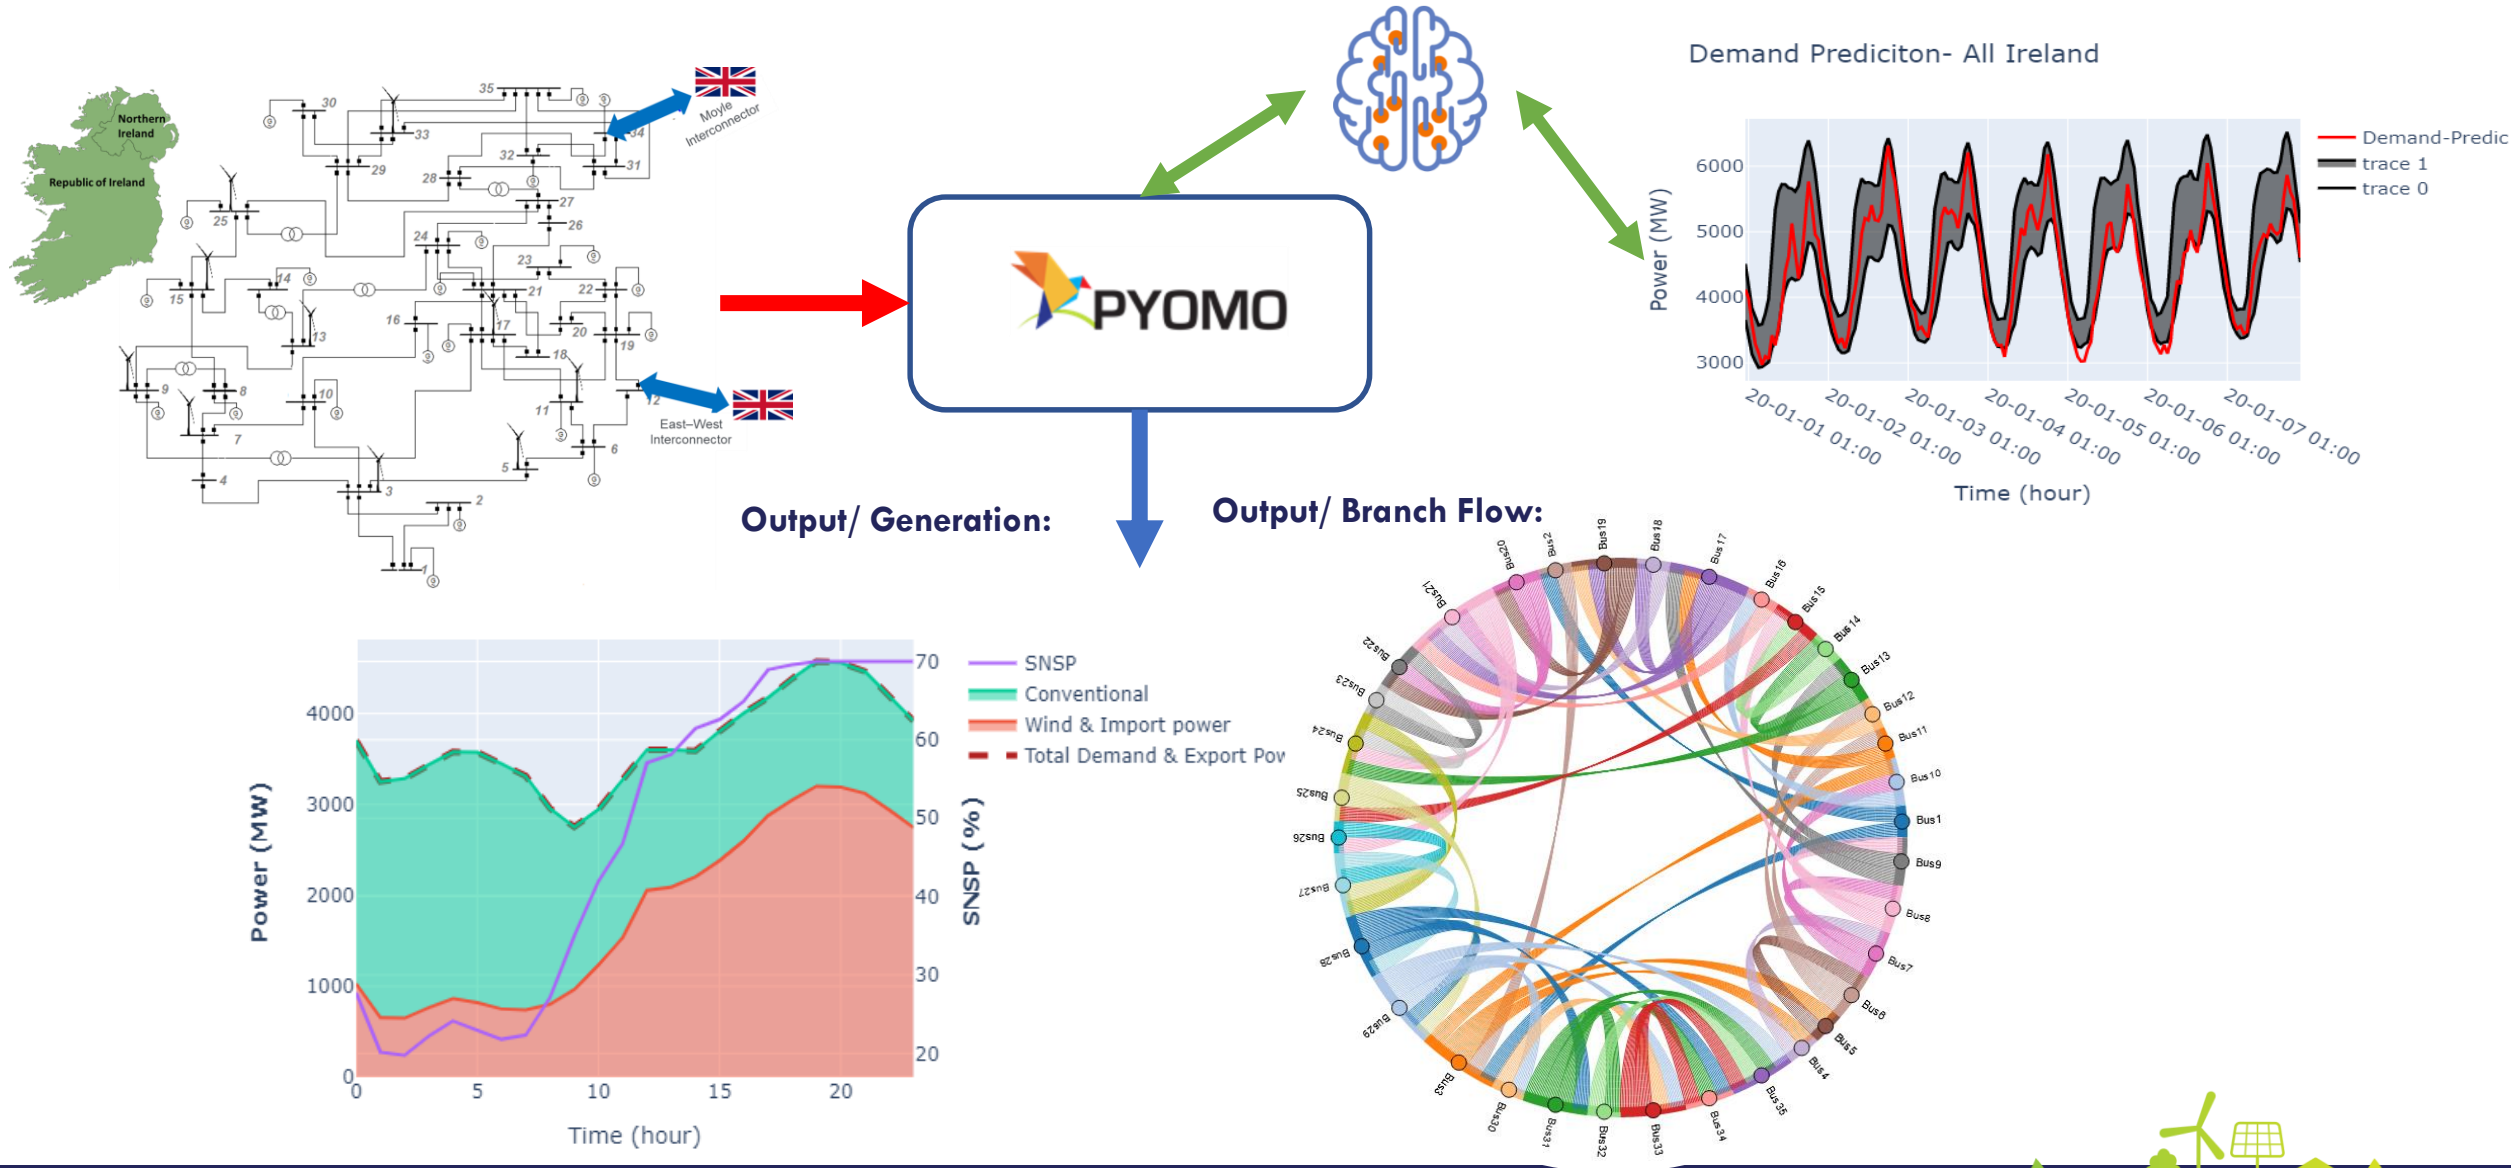 Northern
Ireland
Republic of Ireland
30
35
33
34
Moyle
Interconnector
29
32
31
28
25
27
26
24
23
14
15
22
21
13
16
17
20
19
18
9
8
10
12
11
7
6
East–West
Interconnector
5
4
3
2
1
PYOMO
Demand Prediciton- All Ireland
Power (MW)
6000
5000
4000
3000
20-01-01 01:00
20-01-02 01:00
20-01-03 01:00
20-01-04 01:00
20-01-05 01:00
20-01-06 01:00
20-01-07 01:00
Time (hour)
Demand-Predic
trace 1
trace 0
Output/ Generation:
Power (MW)
4000
3000
2000
1000
0
0
5
10
15
20
Time (hour)
70
60
50
40
30
20
SNSP (%)
SNSP
Conventional
Wind & Import power
Total Demand & Export Pow
Output/ Branch Flow:
Bus19
Bus18
Bus17
Bus16
Bus15
Bus14
Bus13
Bus12
Bus11
Bus10
Bus1
Bus9
Bus8
Bus7
Bus6
Bus5
Bus4
Bus35
Bus34
Bus33
Bus32
Bus31
Bus30
Bus3
Bus29
Bus28
Bus27
Bus26
Bus25
Bus24
Bus23
Bus22
Bus21
Bus20
Bus2